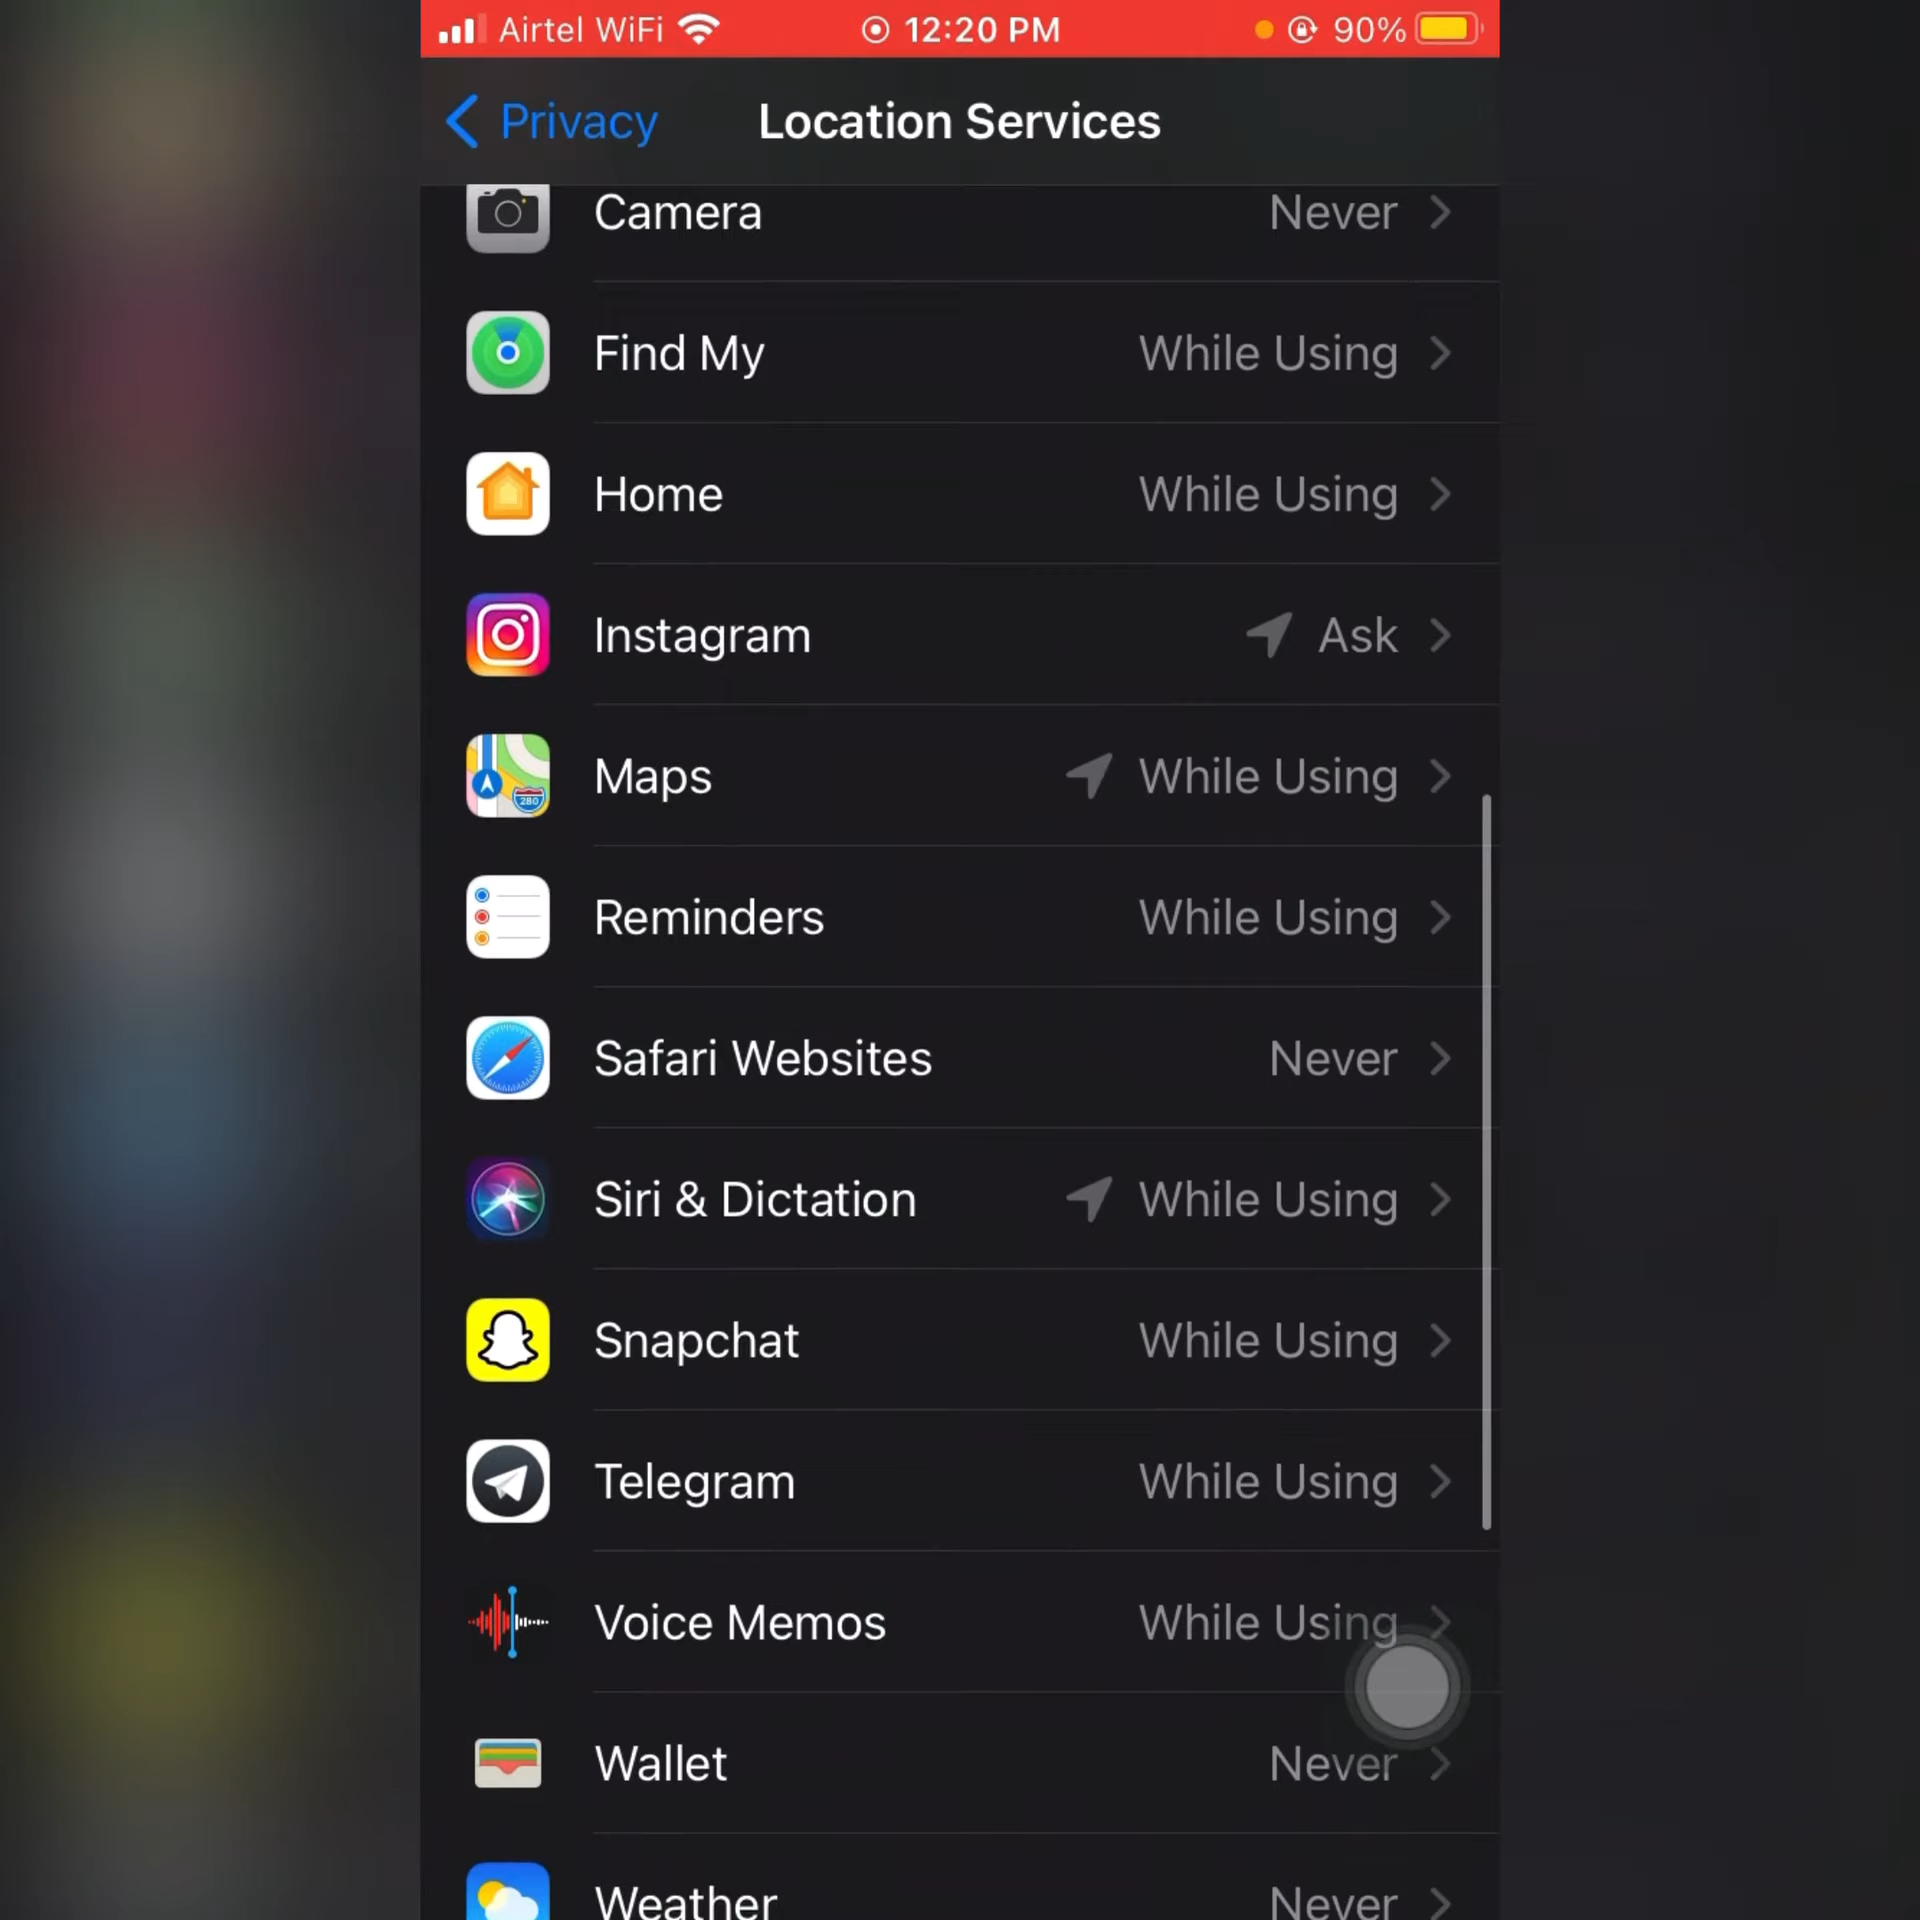 Airtel WiFi 12:20 PM 90%
Privacy Location Services
Camera Never
Find My While Using
Home While Using
Instagram Ask
Maps While Using
280
Reminders While Using
Safari Websites Never
Siri & Dictation While Using
Snapchat While Using
Telegram While Using
Voice Memos While Using
Wallet Never
Weather Never